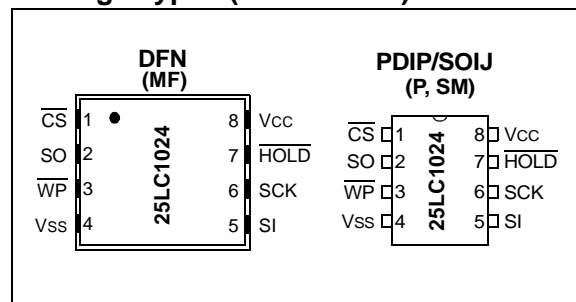 DFN
(MF)
CS 1 8 VCC
SO 2 7 HOLD
WP 3 6 SCK
VSS 4 5 SI
25LC1024
PDIP/SOIJ
(P, SM)
CS 1 8 VCC
SO 2 7 HOLD
WP 3 6 SCK
VSS 4 5 SI
25LC1024